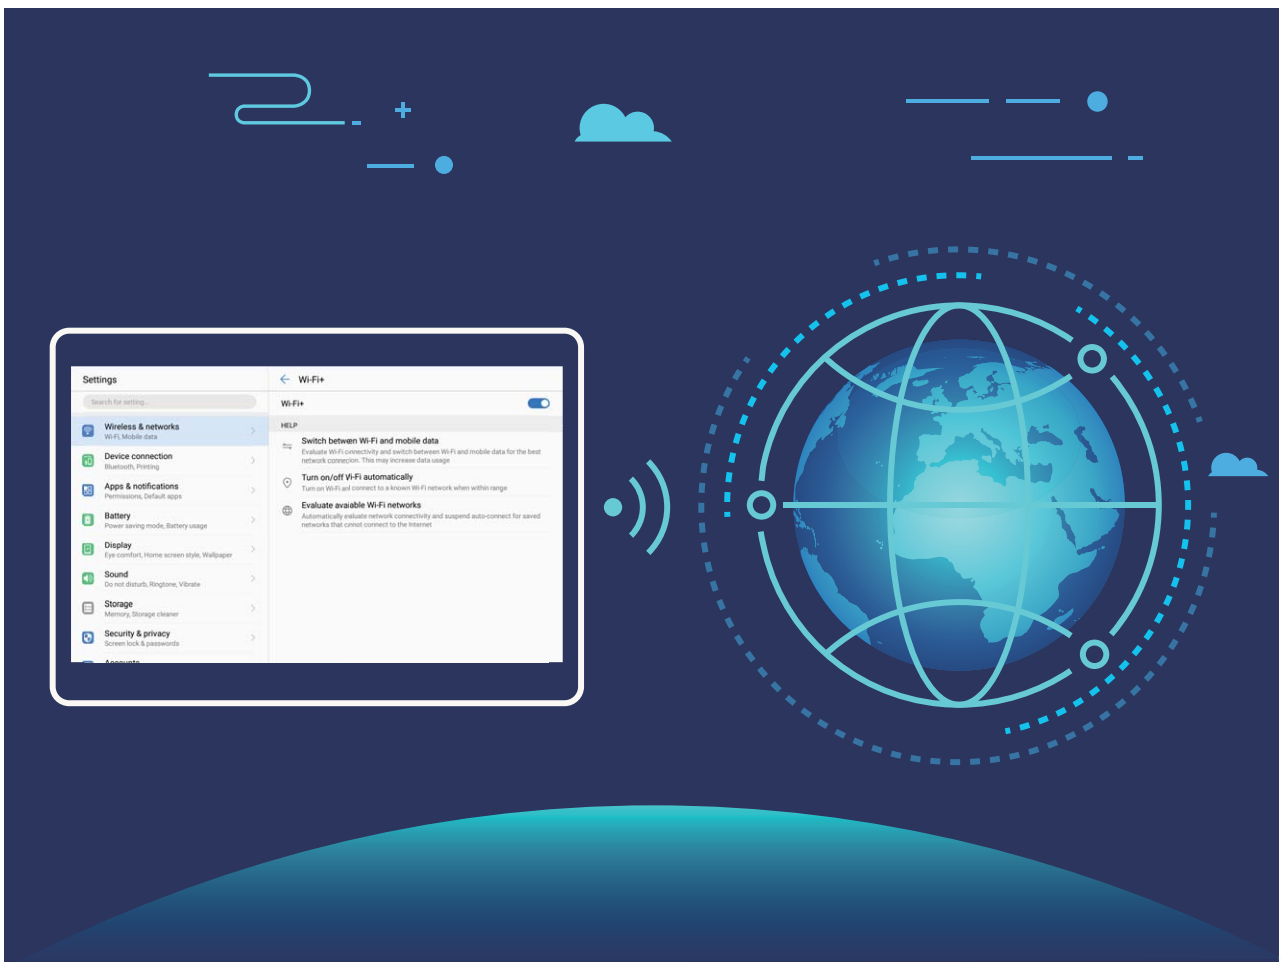 Settings
Search for setting...
Wireless & networks
Wi-Fi, Mobile data
Device connection
Bluetooth, Printing
Apps & notifications
Permissions, Default apps
Battery
Power saving mode, Battery usage
Display
Eye comfort, Home screen style, Wallpaper
Sound
Do not disturb, Ringtone, Vibrate
Storage
Memory, Storage cleaner
Security & privacy
Screen lock & passwords
Accounts
Wi-Fi+
Wi-Fi+
HELP
Switch between Wi-Fi and mobile data
Evaluate Wi-Fi onnectivity and switch between Wi-Fi and mobile data for the best
network connecion. This may increase data usage
Turn on/off Vi-Fi automatically
Turn on Wi-Fi anl connect to a known Wi-Fi network when within range
Evaluate avaiable Wi-Fi networks
Automatically evaluate network connectivity and suspend auto-connect for saved
networks that cnnot connect to the Internet